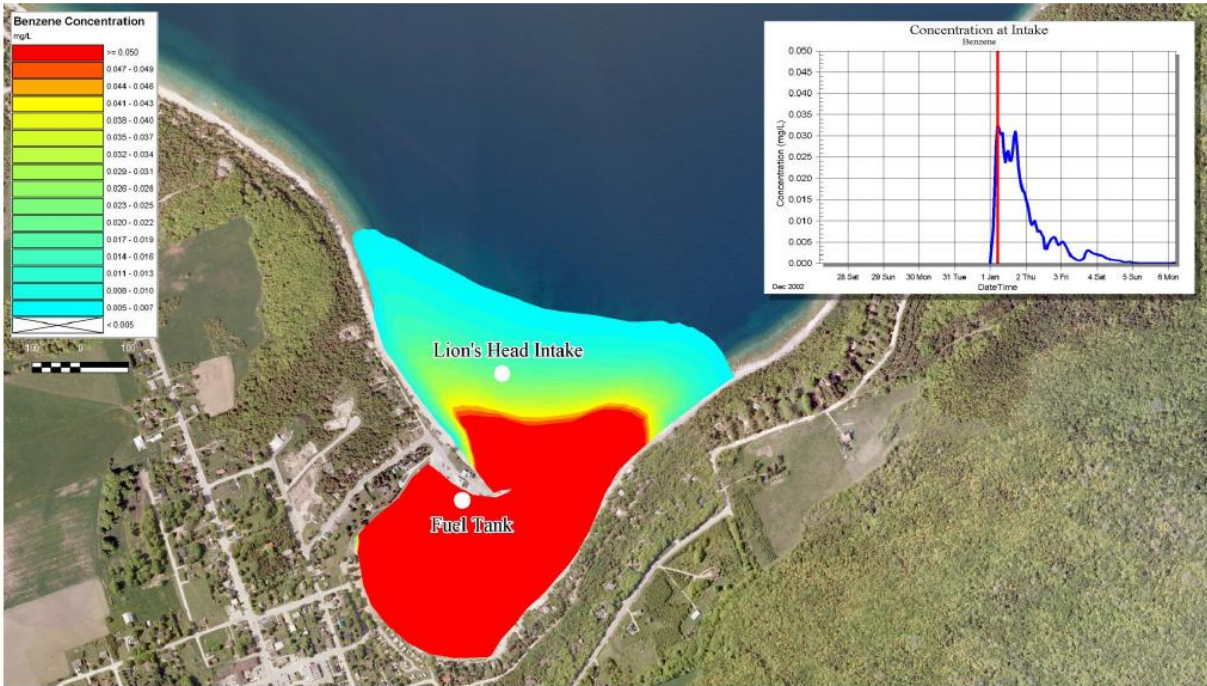 Benzene Concentration
mg/L
>= 0.050
0.047 - 0.049
0.044 - 0.046
0.041 - 0.043
0.038 - 0.040
0.035 - 0.037
0.032 - 0.034
0.029 - 0.031
0.026 - 0.028
0.023 - 0.025
0.020 - 0.022
0.017 - 0.019
0.014 - 0.016
0.011 - 0.013
0.008 - 0.010
0.005 - 0.007
< 0.005
100 0 100
Concentration at Intake
Benzene
Concentration (mg/L)
0.050
0.045
0.040
0.035
0.030
0.025
0.020
0.015
0.010
0.005
0.000
28 Sat 29 Sun 30 Mon 31 Tue 1 Jan 2 Thu 3 Fri 4 Sat 5 Sun 6 Mon
Dec 2002
DateTime
Lion's Head Intake
Fuel Tank